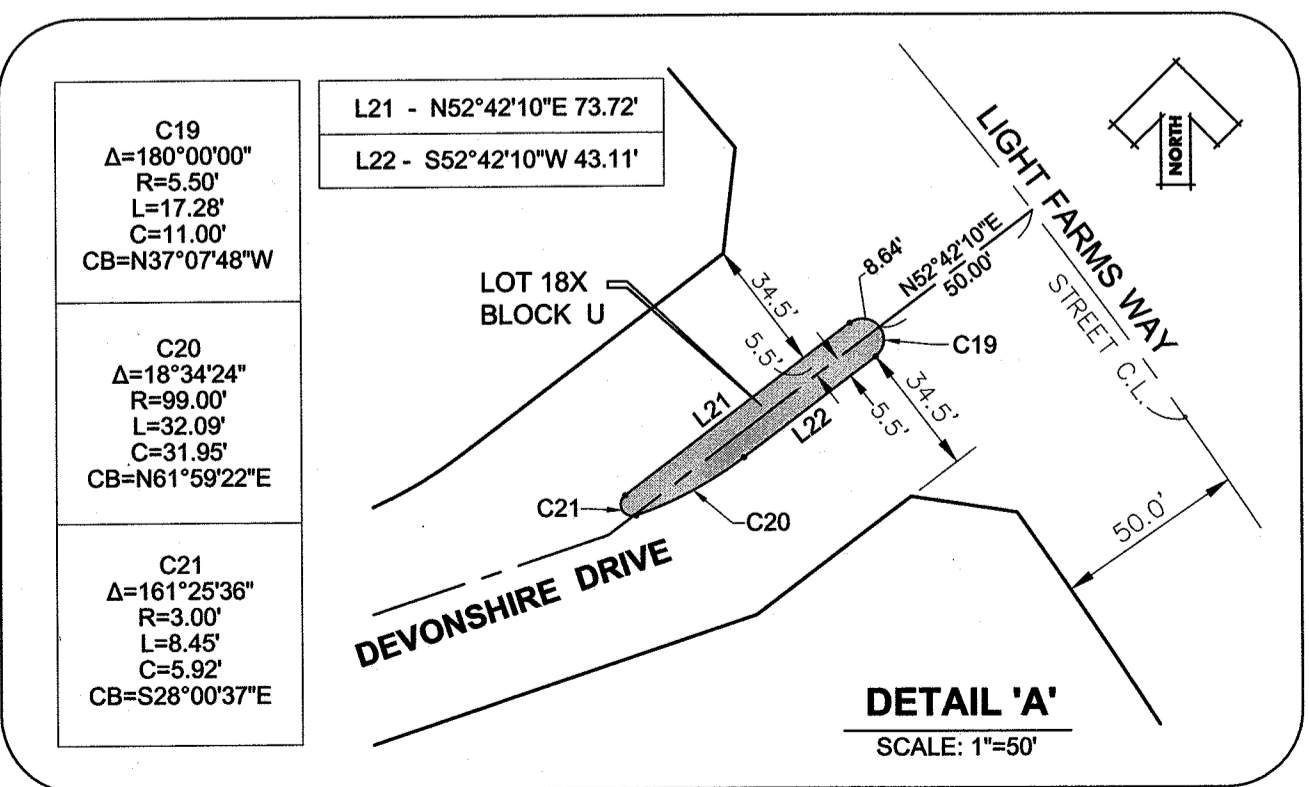 C19
Δ=180°00'00"
R=5.50'
L=17.28'
C=11.00'
CB=N37°07'48"W
C20
Δ=18°34'24"
R=99.00'
L=32.09'
C=31.95'
CB=N61°59'22"E
C21
Δ=161°25'36"
R=3.00'
L=8.45'
C=5.92'
CB=S28°00'37"E
L21 - N52°42'10"E 73.72'
L22 - S52°42'10"W 43.11'
LOT 18X
BLOCK U
34.5'
5.5'
8.64'
N52°42'10"E
50.00'
LIGHT FARMS WAY
STREET C.L.
NORTH
C19
34.5'
5.5'
L21
L22
C21
C20
50.0'
DEVONSHIRE DRIVE
DETAIL 'A'
SCALE: 1"=50'